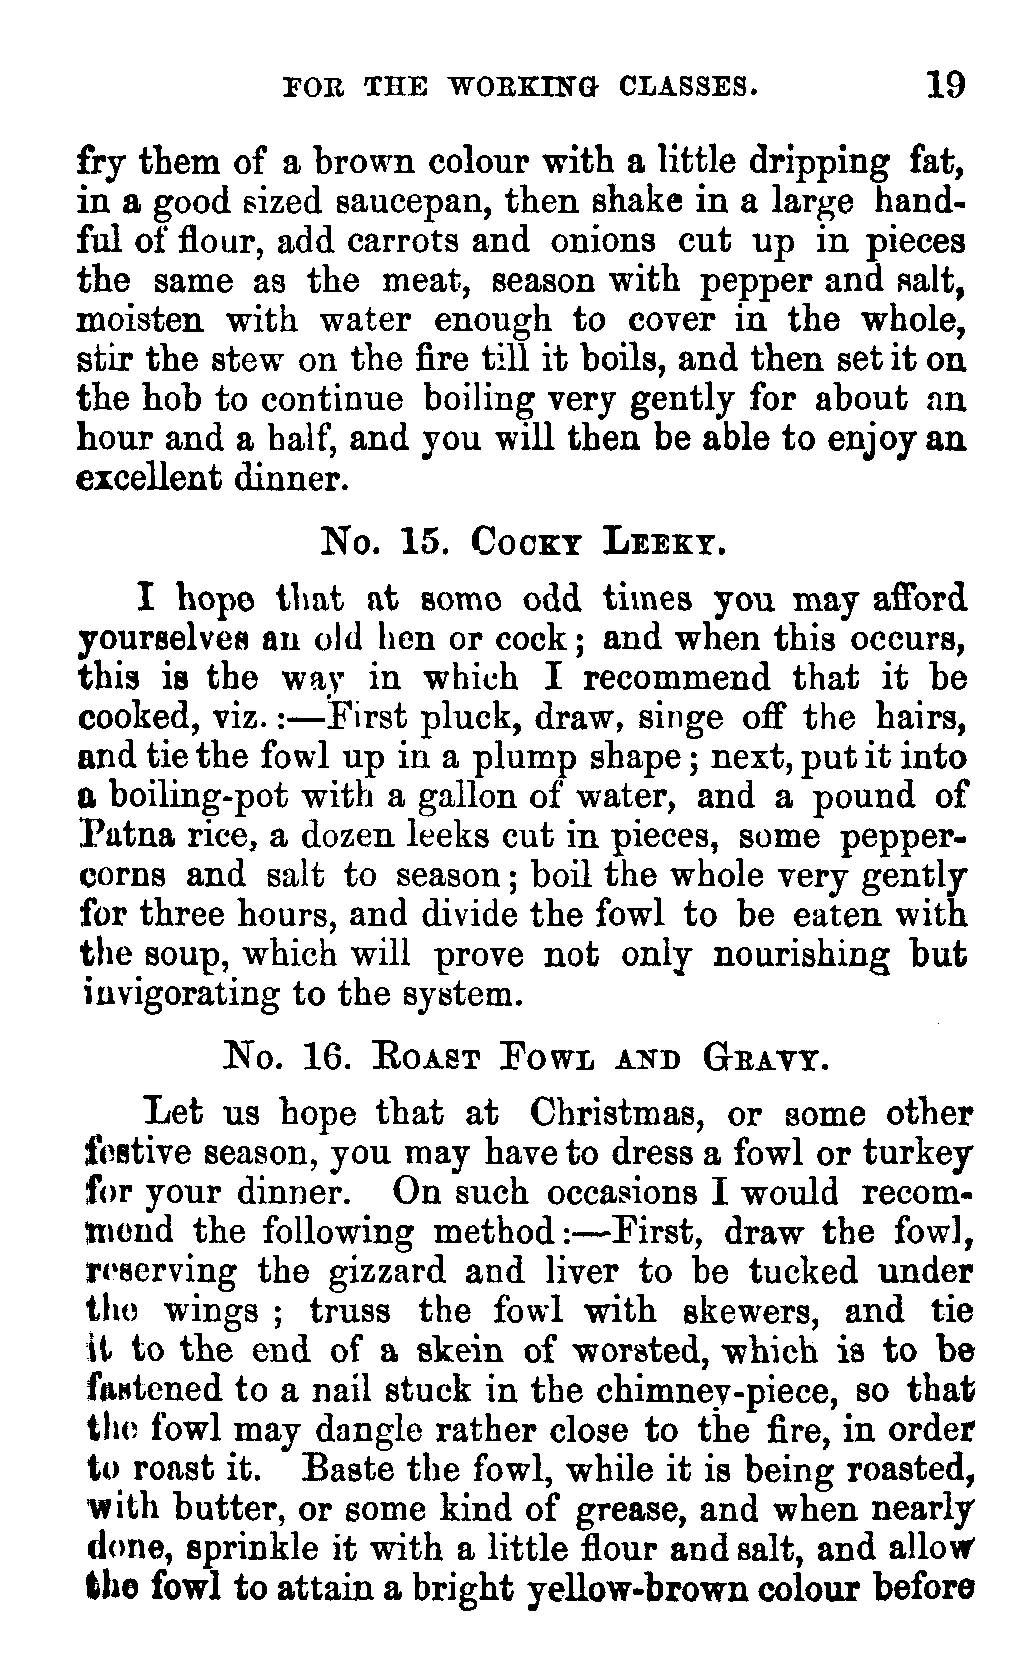 FOR THE WORKING CLASSES. 19
fry them of a brown colour with a little dripping fat,
in a good sized saucepan, then shake in a large hand-
ful of flour, add carrots and onions cut up in pieces
the same as the meat, season with pepper and salt,
moisten with water enough to cover in the whole,
stir the stew on the fire till it boils, and then set it on
the hob to continue boiling very gently for about an
hour and a half, and you will then be able to enjoy an
excellent dinner.
No. 15. Cocky Leeky.
I hope that at some odd times you may afford
yourselves an old hen or cock; and when this occurs,
this is the way in which I recommend that it be
cooked, viz.:—First pluck, draw, singe off the hairs,
and tie the fowl up in a plump shape; next, put it into
a boiling-pot with a gallon of water, and a pound of
Patna rice, a dozen leeks cut in pieces, some pepper-
corns and salt to season; boil the whole very gently
for three hours, and divide the fowl to be eaten with
the soup, which will prove not only nourishing but
invigorating to the system.
No. 16. Roast Fowl and Gravy.
Let us hope that at Christmas, or some other
festive season, you may have to dress a fowl or turkey
for your dinner. On such occasions I would recom-
mend the following method:—First, draw the fowl,
reserving the gizzard and liver to be tucked under
the wings; truss the fowl with skewers, and tie
it to the end of a skein of worsted, which is to be
fastened to a nail stuck in the chimney-piece, so that
the fowl may dangle rather close to the fire, in order
to roast it. Baste the fowl, while it is being roasted,
with butter, or some kind of grease, and when nearly
done, sprinkle it with a little flour and salt, and allow
the fowl to attain a bright yellow-brown colour before